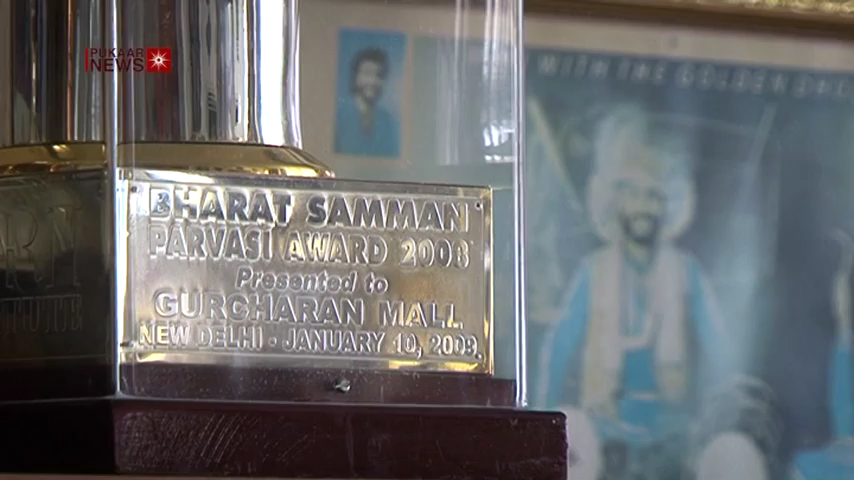 PUKAAR
NEWS
WITH THE GOLDEN
BHARAT SAMMAN
PARVASI AWARD 2008
Presented to
GURCHARAN MALL
NEW DELHI - JANUARY 10, 2008.